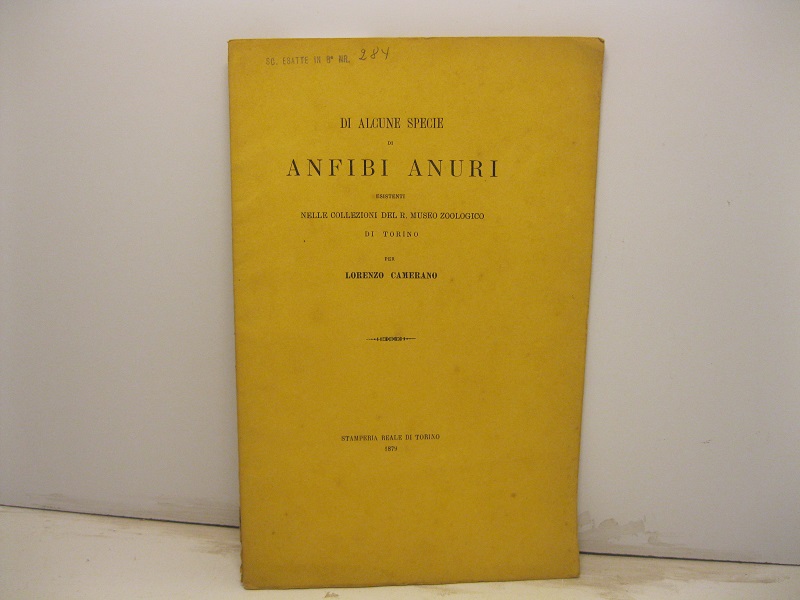 SC. ESATTE IN 8° NR. 284
DI ALCUNE SPECIE
DI
ANFIBI ANURI
ESISTENTI
NELLE COLLEZIONI DEL R. MUSEO ZOOLOGICO
DI TORINO
PER
LORENZO CAMERANO
STAMPERIA REALE DI TORINO
1879